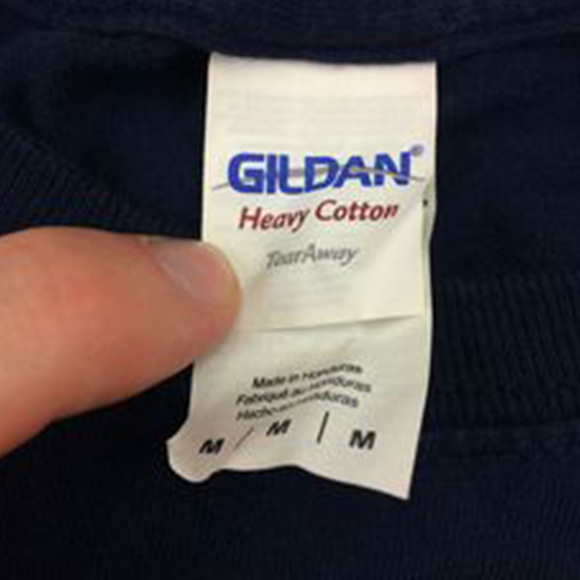 GILDAN®
Heavy Cotton
TearAway
Made in Honduras
Fabriqué au Honduras
Hecho en Honduras
M / M | M